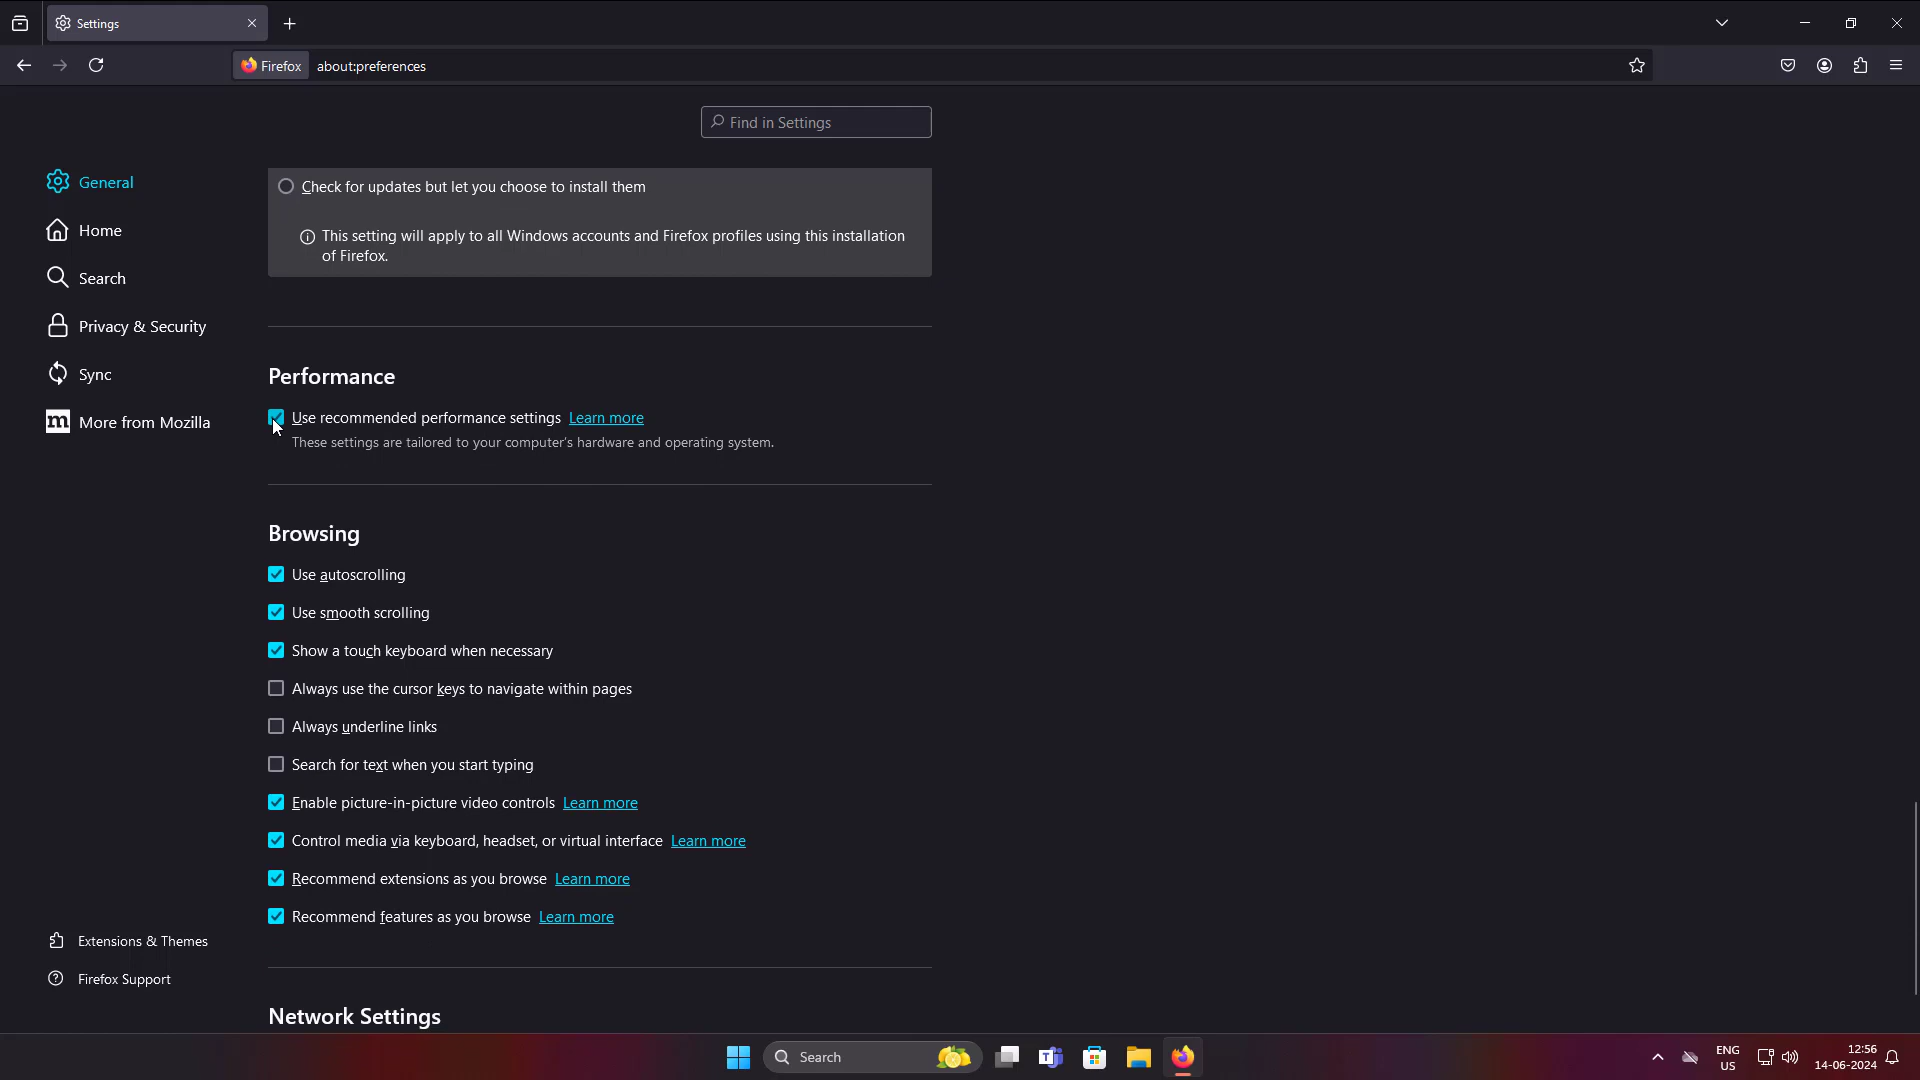 Settings
Firefox
about:preferences
Find in Settings
General
Home
Search
Privacy & Security
Sync
m More from Mozilla
Extensions & Themes
Firefox Support
Check for updates but let you choose to install them
This setting will apply to all Windows accounts and Firefox profiles using this installation
of Firefox.
Performance
Use recommended performance settings Learn more
These settings are tailored to your computer's hardware and operating system.
Browsing
Use autoscrolling
Use smooth scrolling
Show a touch keyboard when necessary
Always use the cursor keys to navigate within pages
Always underline links
Search for text when you start typing
Enable picture-in-picture video controls Learn more
Control media via keyboard, headset, or virtual interface Learn more
Recommend extensions as you browse Learn more
Recommend features as you browse Learn more
Network Settings
Search
ENG
US
12:56
14-06-2024